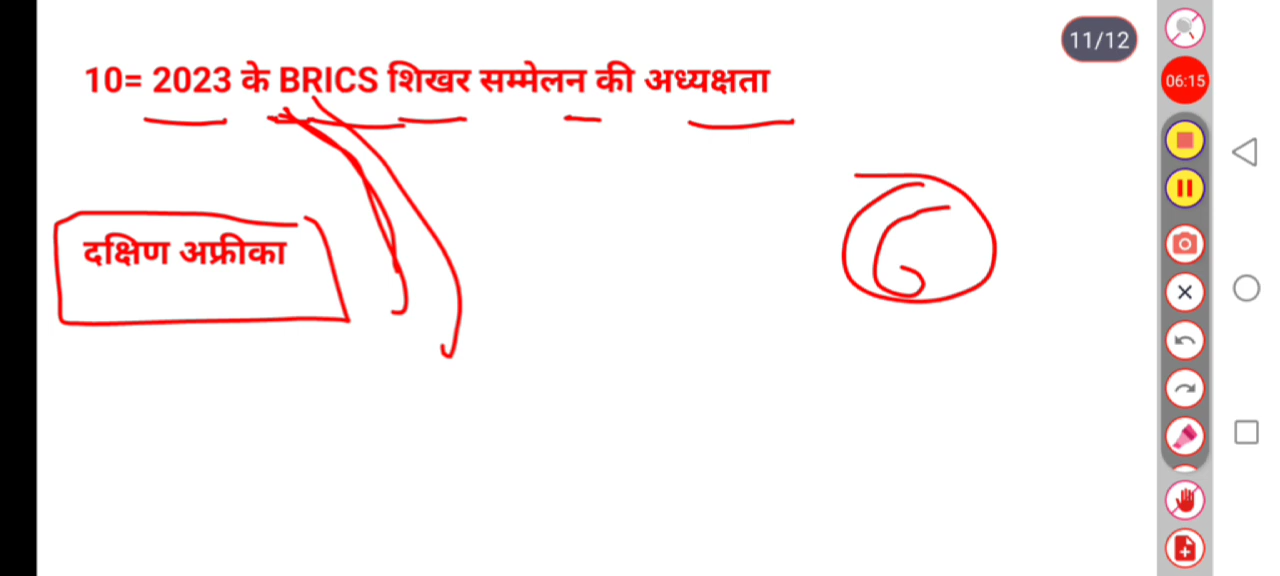 11/12
10= 2023 के BRICS शिखर सम्मेलन की अध्यक्षता
06:15
दक्षिण अफ्रीका